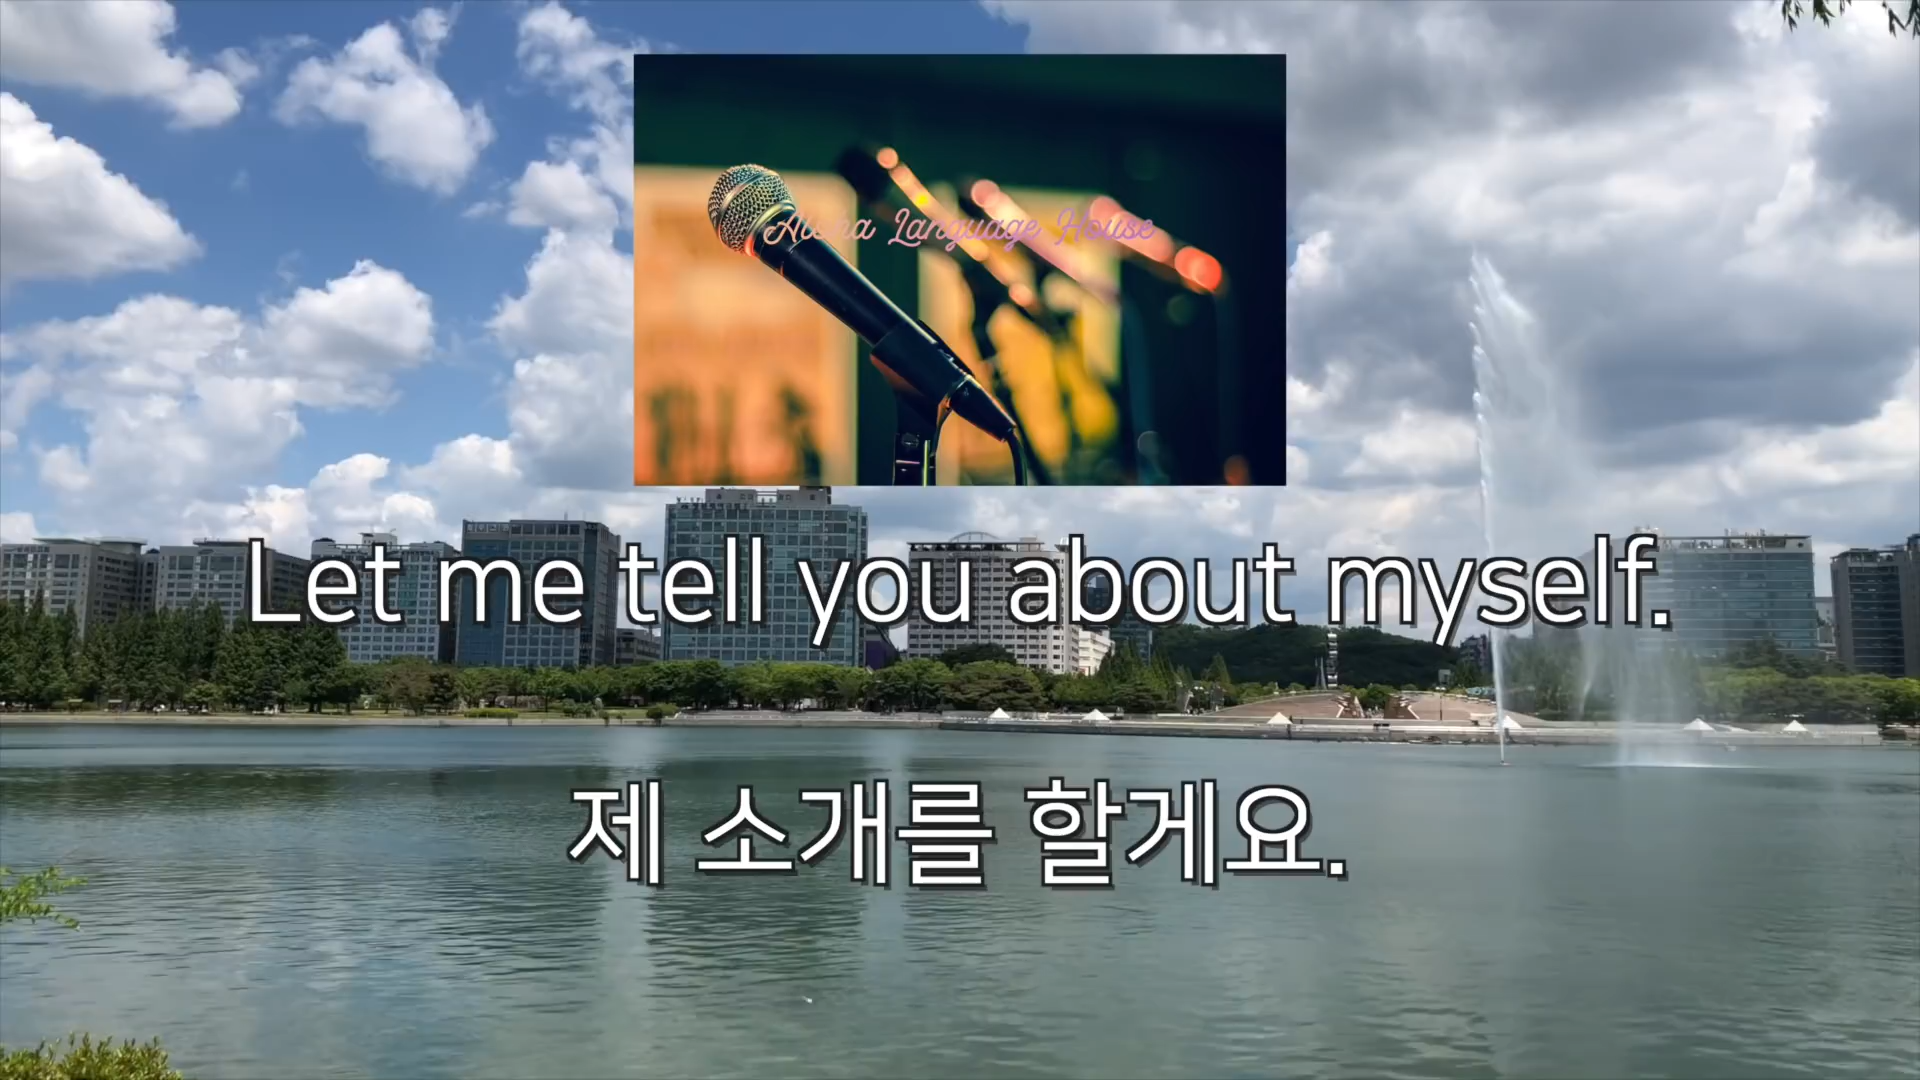 Aloha Language House
Let me tell you about myself.
제 소개를 할게요.